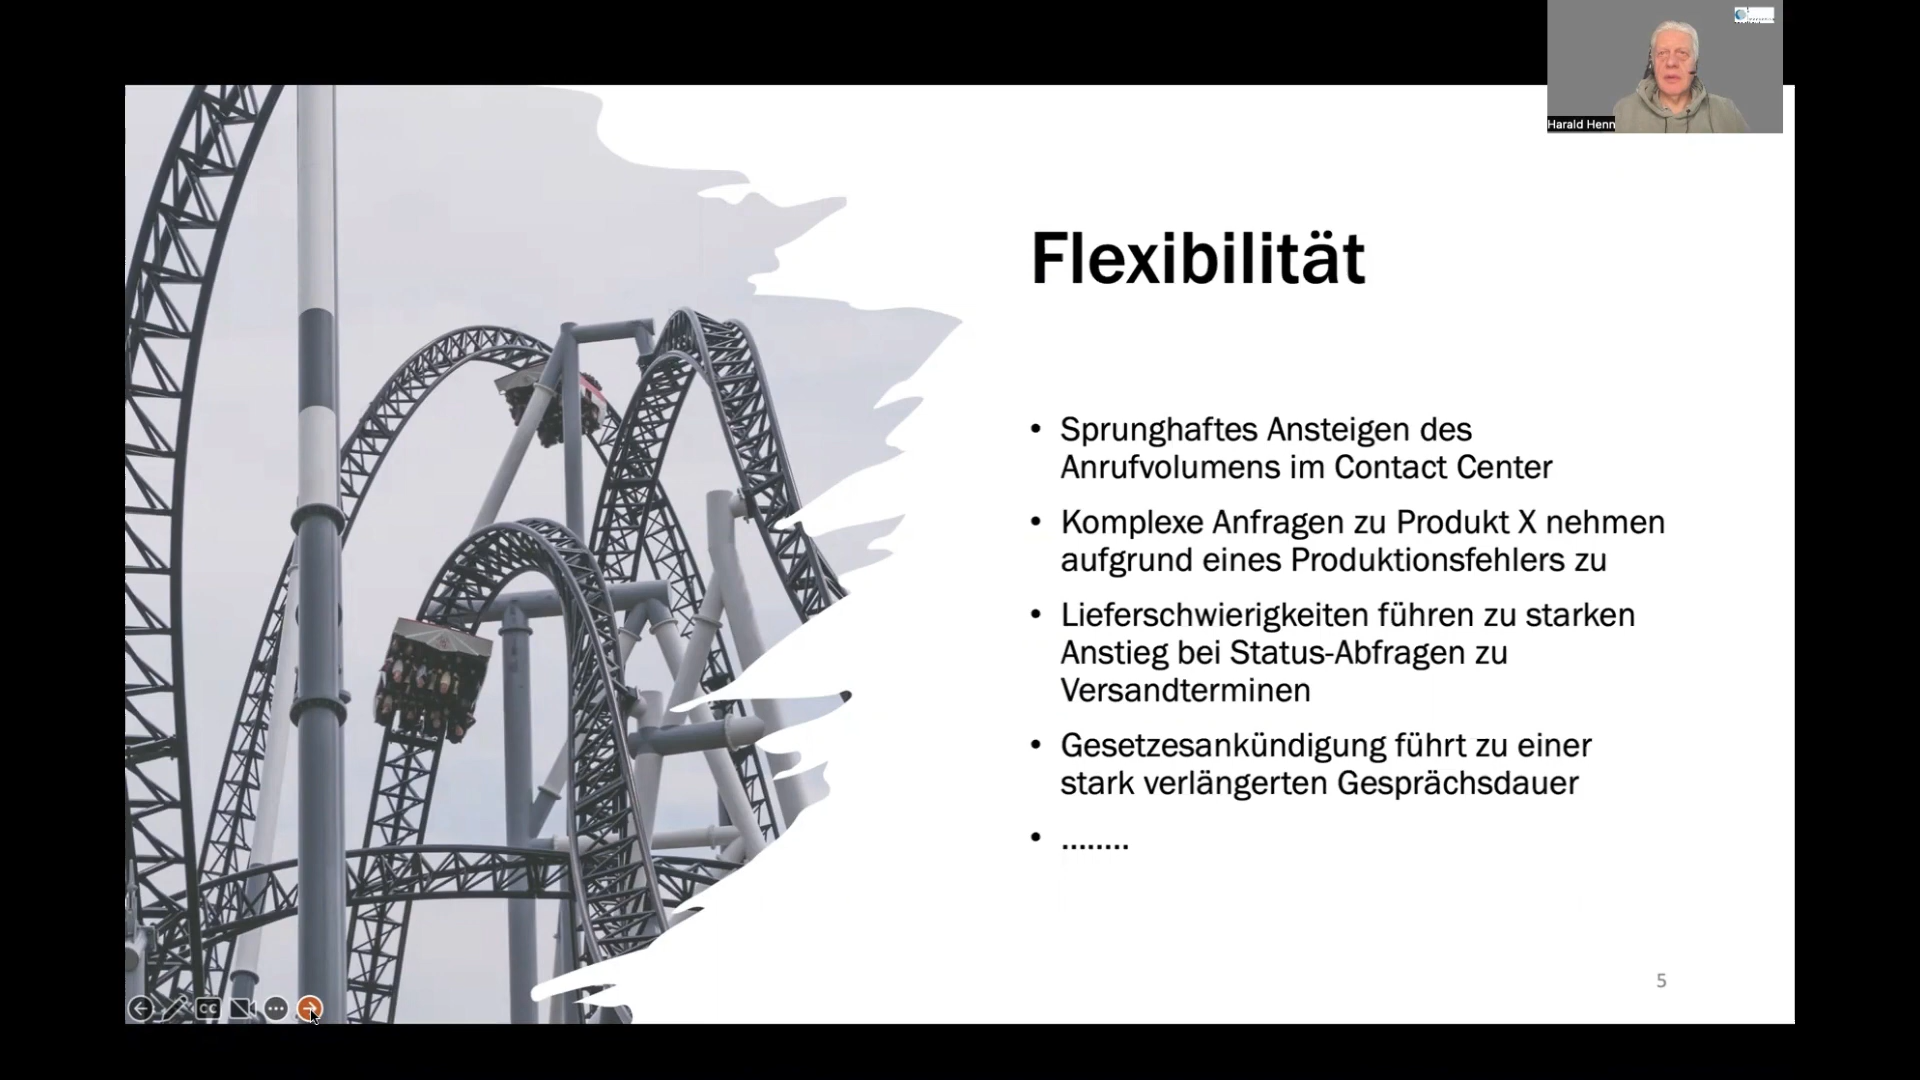 Harald Henn
Flexibilität
• Sprunghaftes Ansteigen des
Anrufvolumens im Contact Center
• Komplexe Anfragen zu Produkt X nehmen
aufgrund eines Produktionsfehlers zu
• Lieferschwierigkeiten führen zu starken
Anstieg bei Status-Abfragen zu
Versandterminen
• Gesetzesankündigung führt zu einer
stark verlängerten Gesprächsdauer
• ........
5
CC